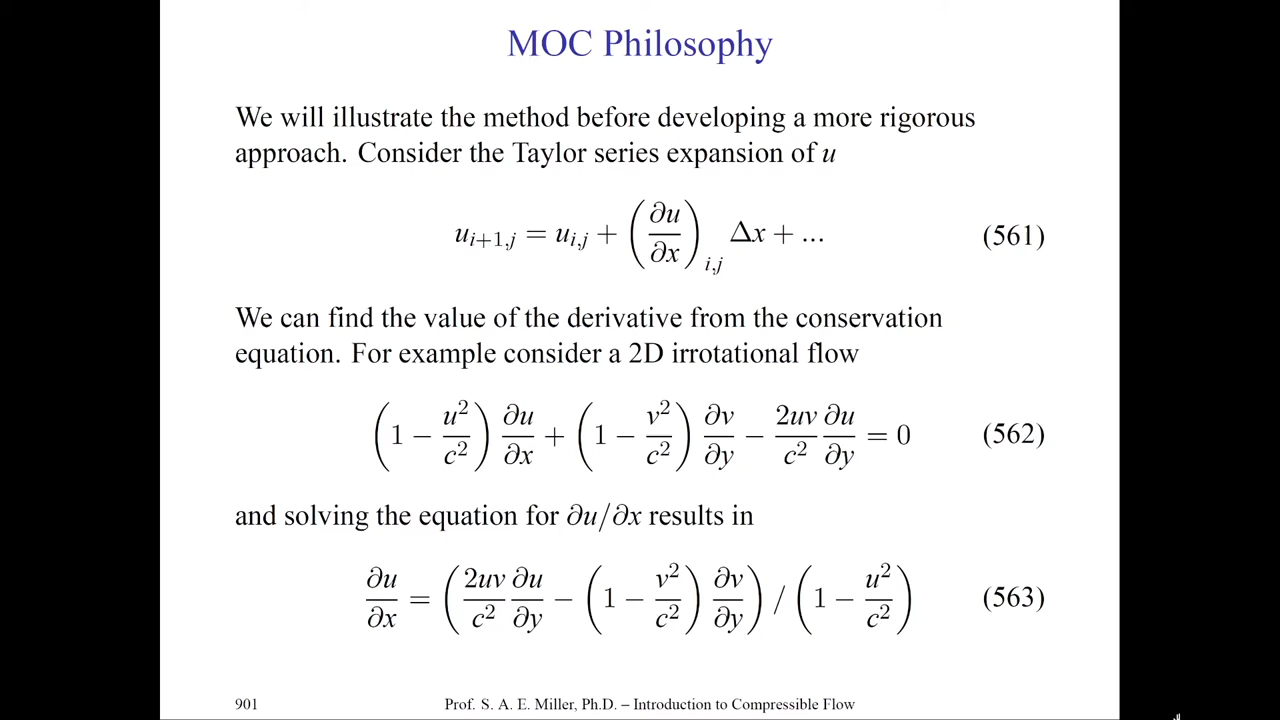 MOC Philosophy
We will illustrate the method before developing a more rigorous
approach. Consider the Taylor series expansion of u
u_{i+1,j} = u_{i,j} + (∂u/∂x)_{i,j} Δx + ... (561)
We can find the value of the derivative from the conservation
equation. For example consider a 2D irrotational flow
(1 − u²/c²) ∂u/∂x + (1 − v²/c²) ∂v/∂y − 2uv/c² ∂u/∂y = 0 (562)
and solving the equation for ∂u/∂x results in
∂u/∂x = (2uv/c² ∂u/∂y − (1 − v²/c²) ∂v/∂y) / (1 − u²/c²) (563)
901 Prof. S. A. E. Miller, Ph.D. – Introduction to Compressible Flow